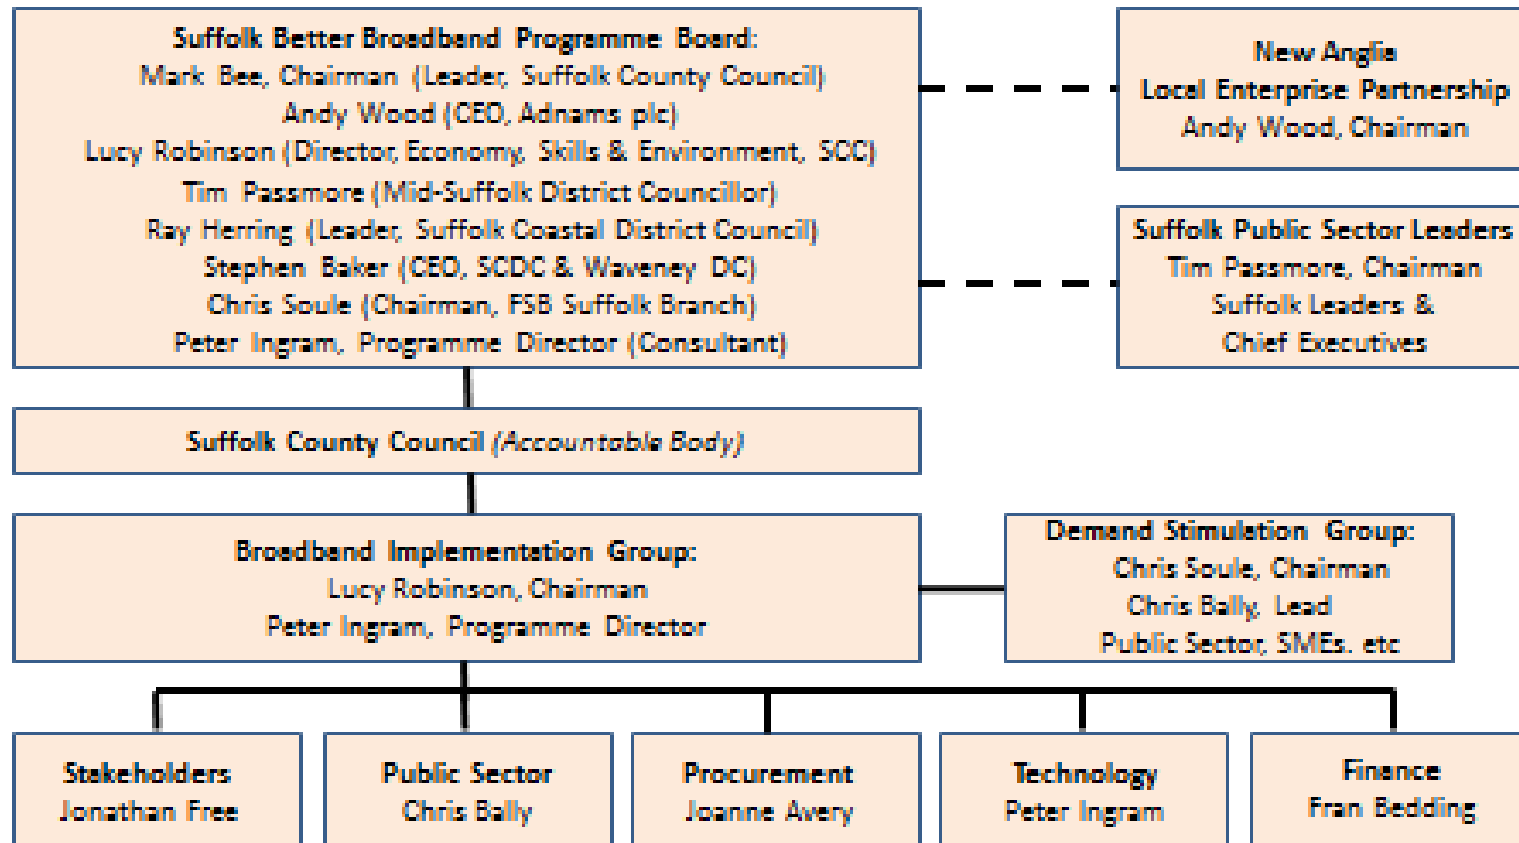 Suffolk Better Broadband Programme Board:
Mark Bee, Chairman (Leader, Suffolk County Council)
Andy Wood (CEO, Adnams plc)
Lucy Robinson (Director, Economy, Skills & Environment, SCC)
Tim Passmore (Mid-Suffolk District Councillor)
Ray Herring (Leader, Suffolk Coastal District Council)
Stephen Baker (CEO, SCDC & Waveney DC)
Chris Soule (Chairman, FSB Suffolk Branch)
Peter Ingram, Programme Director (Consultant)
New Anglia
Local Enterprise Partnership
Andy Wood, Chairman
Suffolk Public Sector Leaders
Tim Passmore, Chairman
Suffolk Leaders &
Chief Executives
Suffolk County Council (Accountable Body)
Broadband Implementation Group:
Lucy Robinson, Chairman
Peter Ingram, Programme Director
Demand Stimulation Group:
Chris Soule, Chairman
Chris Bally, Lead
Public Sector, SMEs. etc
Stakeholders
Jonathan Free
Public Sector
Chris Bally
Procurement
Joanne Avery
Technology
Peter Ingram
Finance
Fran Bedding